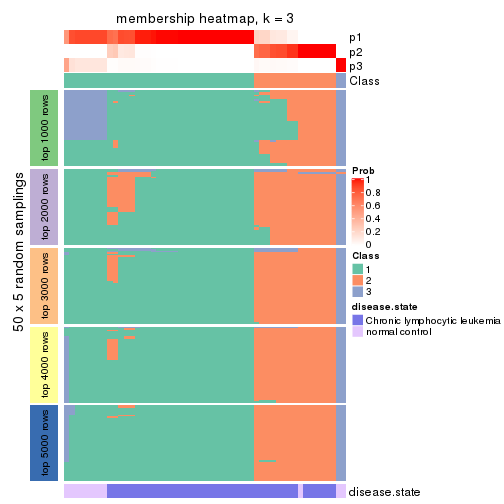 membership heatmap, k = 3
p1
p2
p3
Class
50 x 5 random samplings
top 1000 rows
top 2000 rows
top 3000 rows
top 4000 rows
top 5000 rows
Prob
1
0.8
0.6
0.4
0.2
0
Class
1
2
3
disease.state
Chronic lymphocytic leukemia
normal control
disease.state